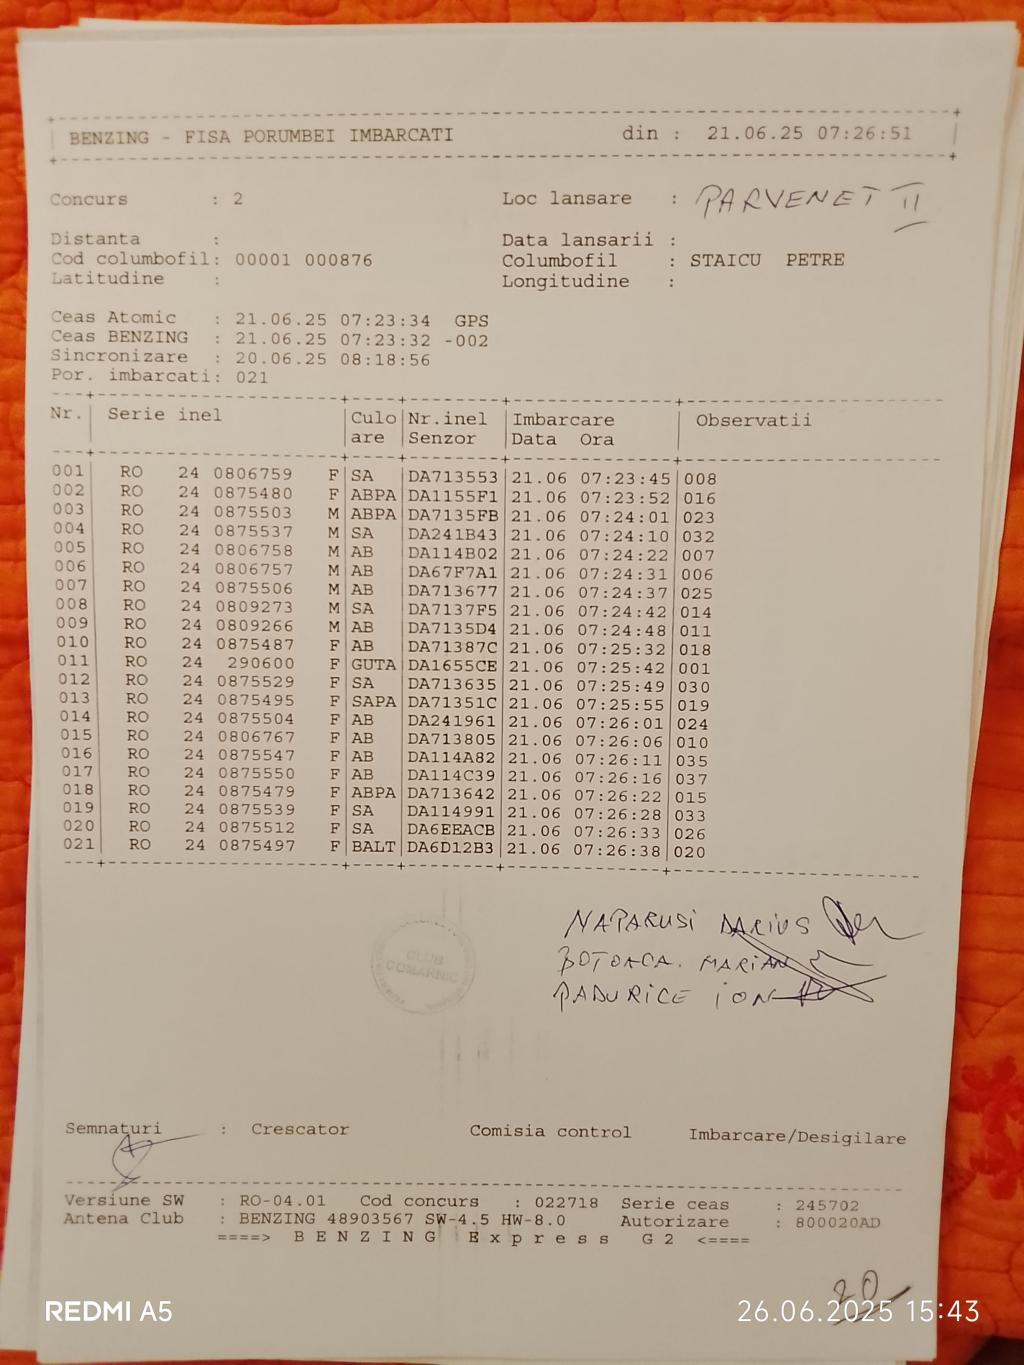 BENZING - FISA PORUMBEI IMBARCATI din : 21.06.25 07:26:51
Concurs : 2 Loc lansare : PARVENET II
Distanta : Data lansarii :
Cod columbofil: 00001 000876 Columbofil : STAICU PETRE
Latitudine : Longitudine :
Ceas Atomic : 21.06.25 07:23:34 GPS
Ceas BENZING : 21.06.25 07:23:32 -002
Sincronizare : 20.06.25 08:18:56
Por. imbarcati: 021
Nr. Serie inel Culo Nr.inel Imbarcare Observatii
are Senzor Data Ora
001 RO 24 0806759 F SA DA713553 21.06 07:23:45 008
002 RO 24 0875480 F ABPA DA1155F1 21.06 07:23:52 016
003 RO 24 0875503 M ABPA DA7135FB 21.06 07:24:01 023
004 RO 24 0875537 M SA DA241B43 21.06 07:24:10 032
005 RO 24 0806758 M AB DA114B02 21.06 07:24:22 007
006 RO 24 0806757 M AB DA67F7A1 21.06 07:24:31 006
007 RO 24 0875506 M AB DA713677 21.06 07:24:37 025
008 RO 24 0809273 M SA DA7137F5 21.06 07:24:42 014
009 RO 24 0809266 M AB DA7135D4 21.06 07:24:48 011
010 RO 24 0875487 F AB DA71387C 21.06 07:25:32 018
011 RO 24 290600 F GUTA DA1655CE 21.06 07:25:42 001
012 RO 24 0875529 F SA DA713635 21.06 07:25:49 030
013 RO 24 0875495 F SAPA DA71351C 21.06 07:25:55 019
014 RO 24 0875504 F AB DA241961 21.06 07:26:01 024
015 RO 24 0806767 F AB DA713805 21.06 07:26:06 010
016 RO 24 0875547 F AB DA114A82 21.06 07:26:11 035
017 RO 24 0875550 F AB DA114C39 21.06 07:26:16 037
018 RO 24 0875479 F ABPA DA713642 21.06 07:26:22 015
019 RO 24 0875539 F SA DA114991 21.06 07:26:28 033
020 RO 24 0875512 F SA DA6EEACB 21.06 07:26:33 026
021 RO 24 0875497 F BALT DA6D12B3 21.06 07:26:38 020
NAPARUSI DARIUS
BOTOACA. MARIAN
PADURICE ION
CLUB
COMARNIC
Semnaturi : Crescator Comisia control Imbarcare/Desigilare
Versiune SW : RO-04.01 Cod concurs : 022718 Serie ceas : 245702
Antena Club : BENZING 48903567 SW-4.5 HW-8.0 Autorizare : 800020AD
====> B E N Z I N G E x p r e s s G 2 <====
20
REDMI A5 26.06.2025 15:43